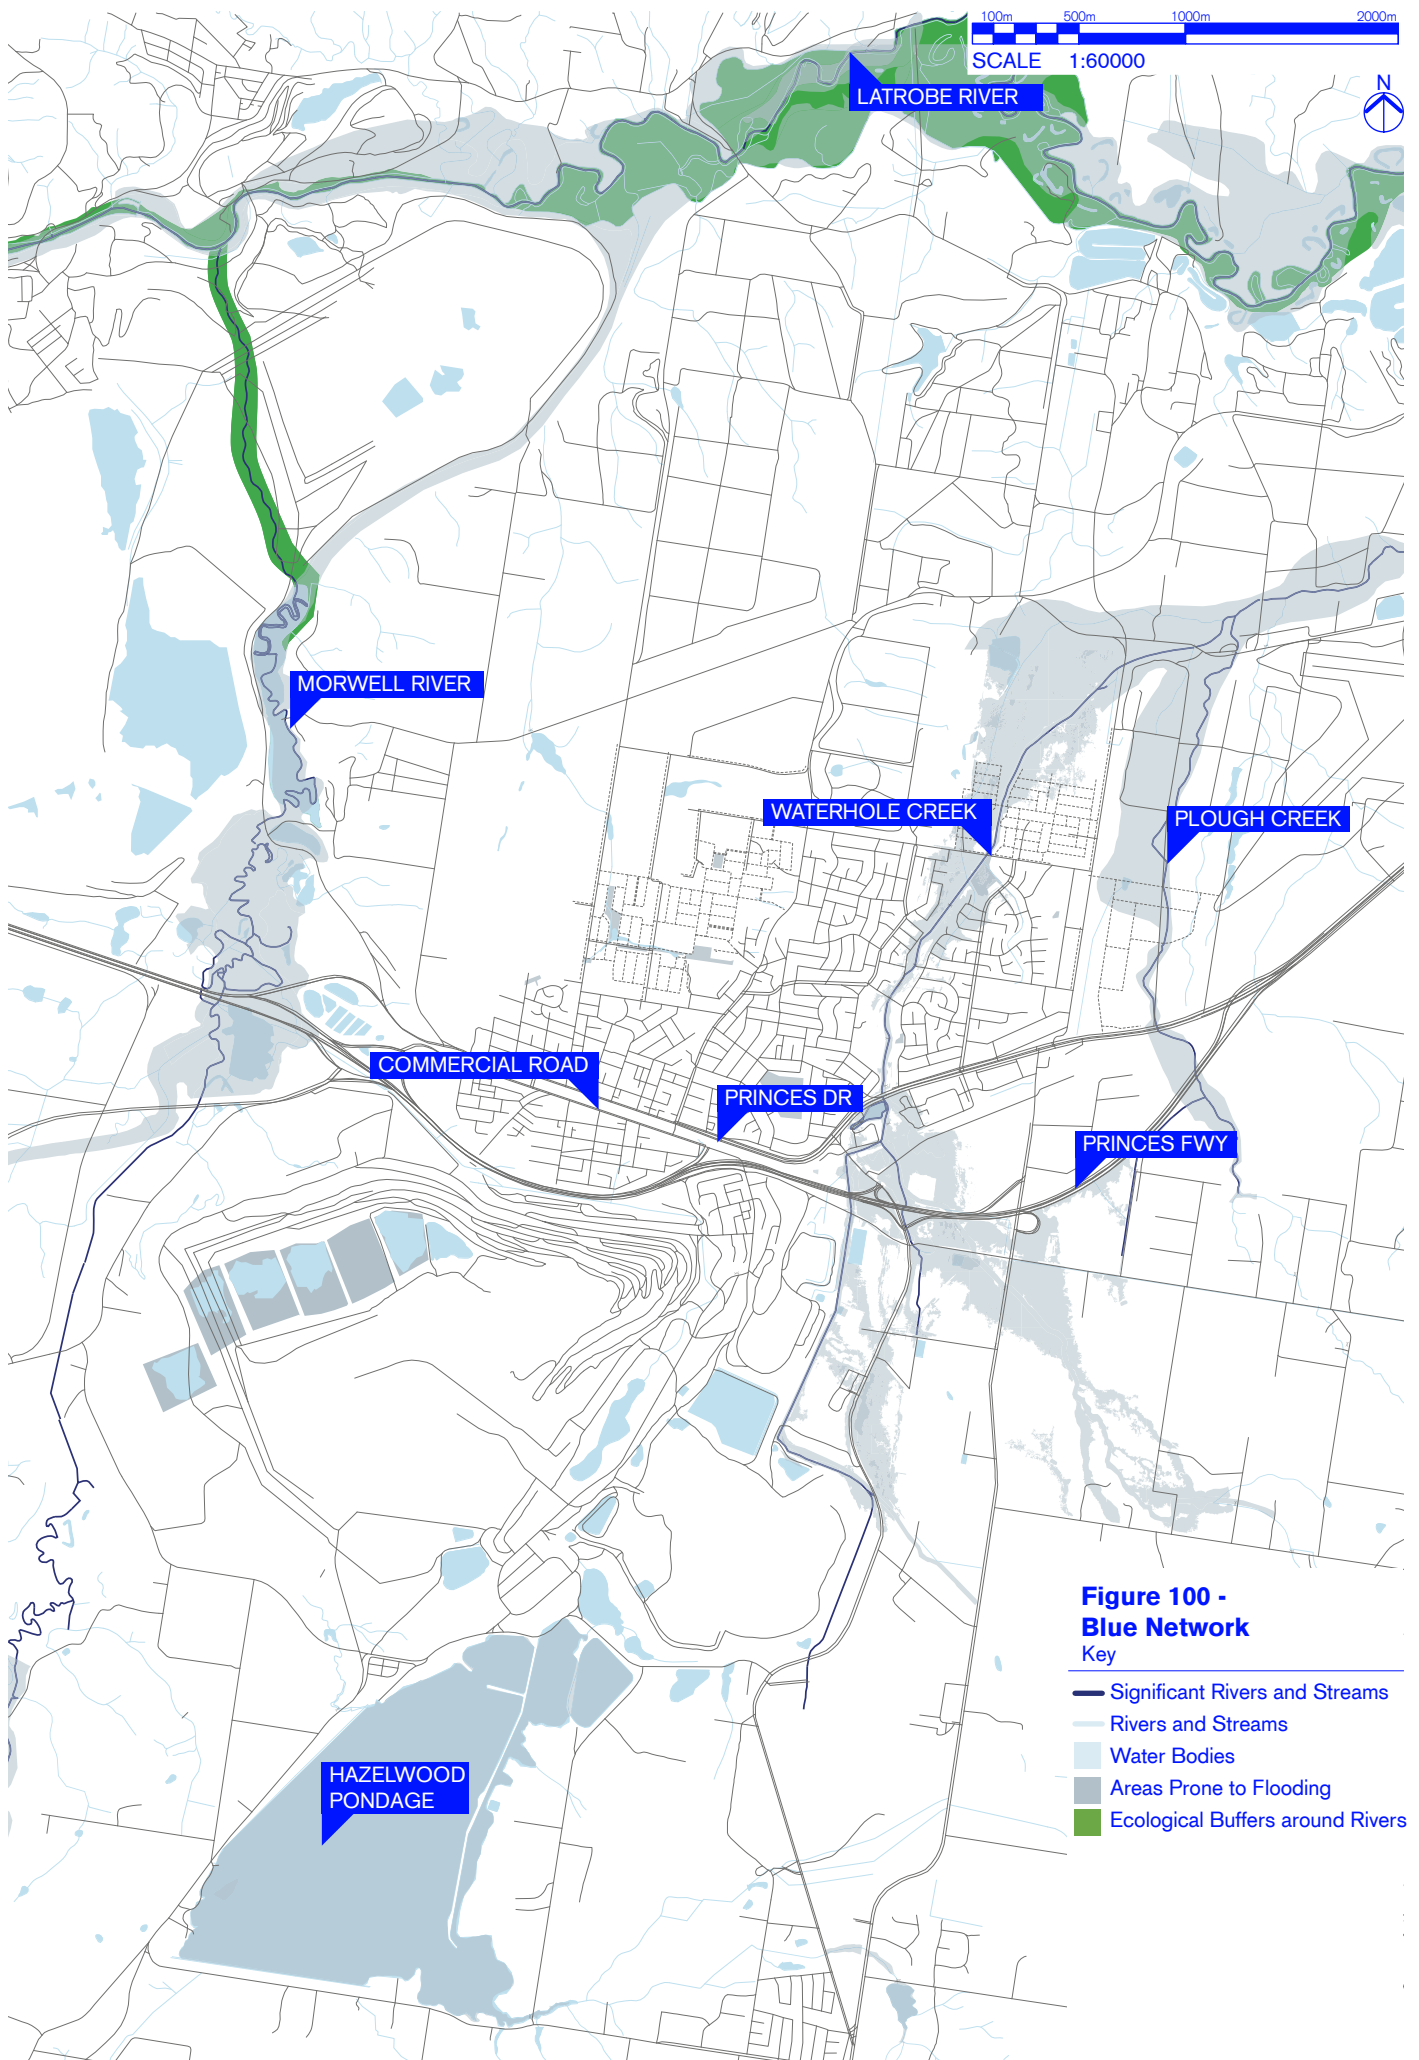 100m 500m 1000m 2000m
SCALE 1:60000
N
LATROBE RIVER
MORWELL RIVER
WATERHOLE CREEK
PLOUGH CREEK
COMMERCIAL ROAD
PRINCES DR
PRINCES FWY
HAZELWOOD
PONDAGE
Figure 100 -
Blue Network
Key
Significant Rivers and Streams
Rivers and Streams
Water Bodies
Areas Prone to Flooding
Ecological Buffers around Rivers